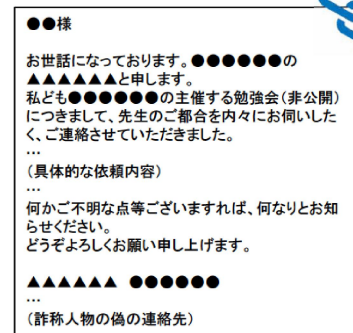 ●●様
お世話になっております。●●●●●●の
▲▲▲▲▲▲と申します。
私ども●●●●●●の主催する勉強会(非公開)
につきまして、先生のご都合を内々にお伺いした
く、ご連絡させていただきました。
…
(具体的な依頼内容)
…
何かご不明な点等ございますれば、何なりとお知
らせください。
どうぞよろしくお願い申し上げます。
▲▲▲▲▲▲ ●●●●●●
…
(詐称人物の偽の連絡先)